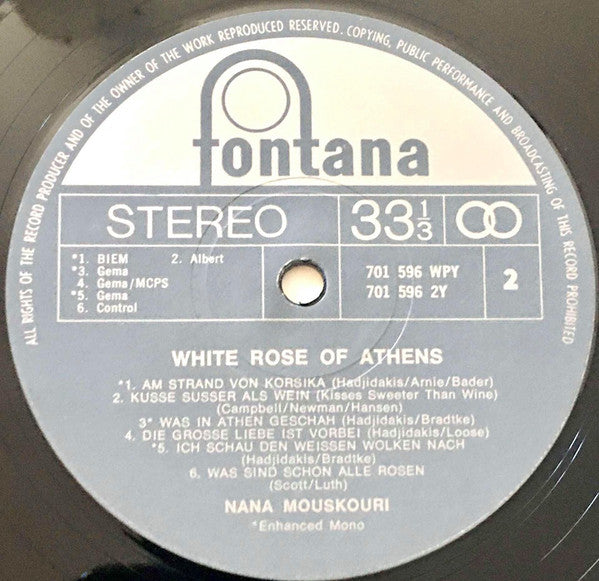 ALL RIGHTS OF THE RECORD PRODUCER AND OF THE OWNER OF THE WORK REPRODUCED RESERVED. COPYING, PUBLIC PERFORMANCE AND BROADCASTING OF THIS RECORD PROHIBITED
fontana
STEREO
33 1/3
*1. BIEM 2. Albert
*3. Gema
4. Gema/MCPS
*5. Gema
6. Control
701 596 WPY
701 596 2Y
2
WHITE ROSE OF ATHENS
*1. AM STRAND VON KORSIKA (Hadjidakis/Arnie/Bader)
2. KUSSE SUSSER ALS WEIN (Kisses Sweeter Than Wine)
(Campbell/Newman/Hansen)
3* WAS IN ATHEN GESCHAH (Hadjidakis/Bradtke)
4. DIE GROSSE LIEBE IST VORBEI (Hadjidakis/Loose)
*5. ICH SCHAU DEN WEISSEN WOLKEN NACH
(Hadjidakis/Bradtke)
6. WAS SIND SCHON ALLE ROSEN
(Scott/Luth)
NANA MOUSKOURI
*Enhanced Mono